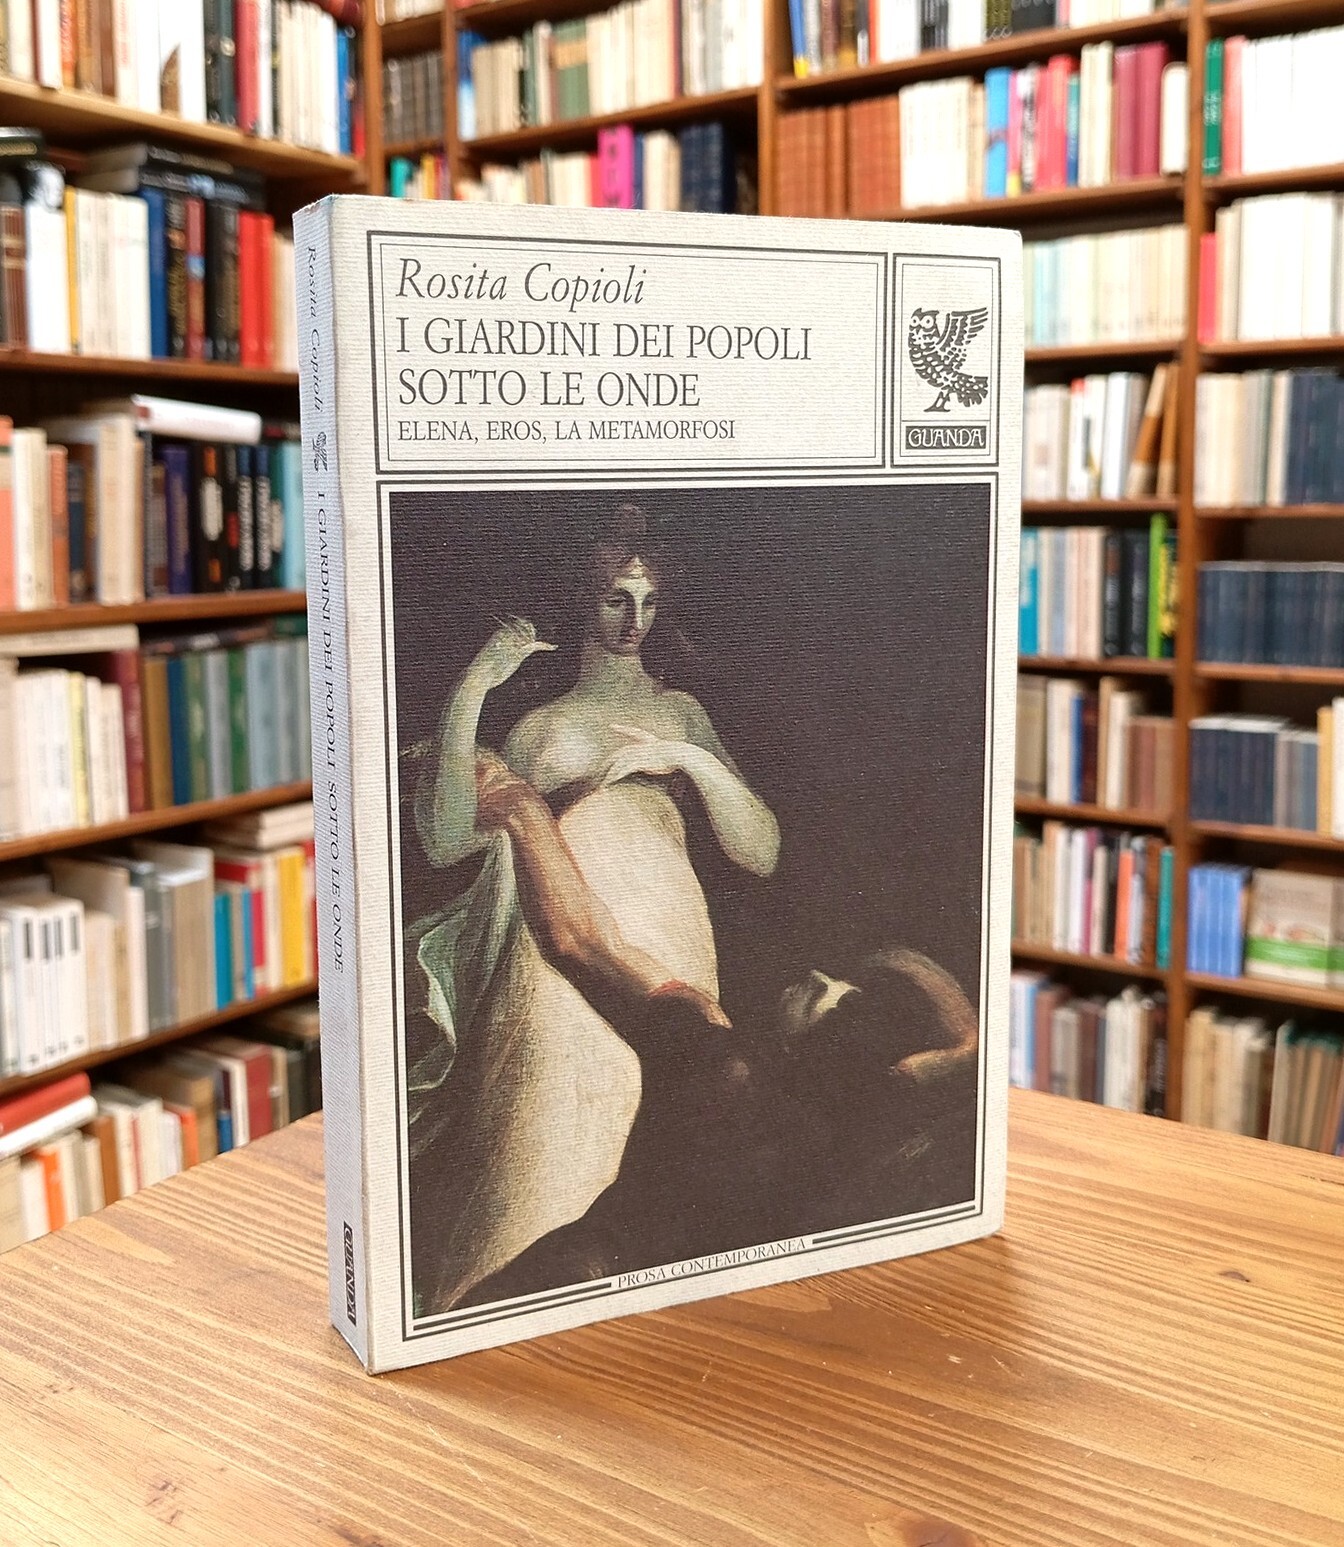 Rosita Copioli
I GIARDINI DEI POPOLI
SOTTO LE ONDE
ELENA, EROS, LA METAMORFOSI
GUANDA
PROSA CONTEMPORANEA
Rosita Copioli I GIARDINI DEI POPOLI SOTTO LE ONDE
GUANDA